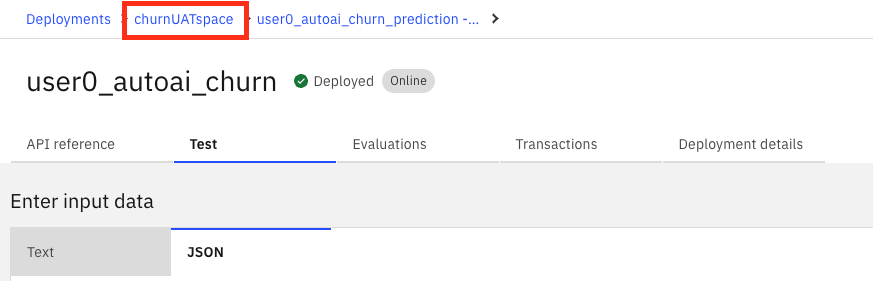 Deployments churnUATspace user0_autoai_churn_prediction -...
user0_autoai_churn Deployed Online
API reference Test Evaluations Transactions Deployment details
Enter input data
Text JSON